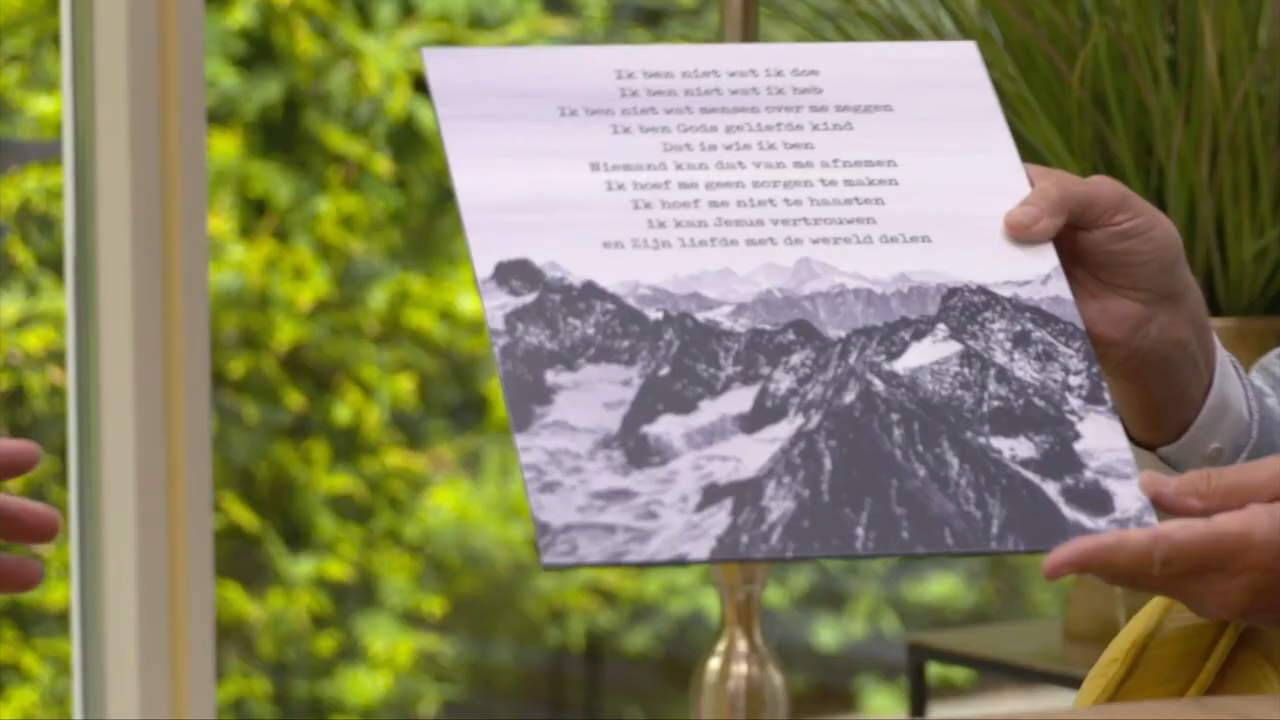 Ik ben niet wat ik doe
Ik ben niet wat ik heb
Ik ben niet wat mensen over me zeggen
Ik ben Gods geliefde kind
Dat is wie ik ben
Niemand kan dat van me afnemen
Ik hoef me geen zorgen te maken
Ik hoef me niet te haasten
ik kan Jesus vertrouwen
en Zijn liefde met de wereld delen